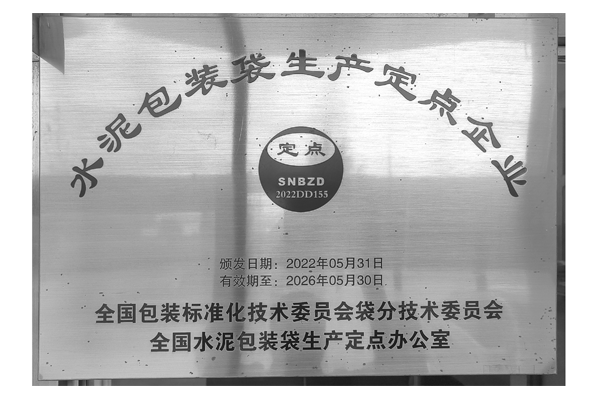 水泥包装袋生产定点企业
定点
SNBZD
2022DD155
颁发日期：2022年05月31日
有效期至：2026年05月30日
全国包装标准化技术委员会袋分技术委员会
全国水泥包装袋生产定点办公室